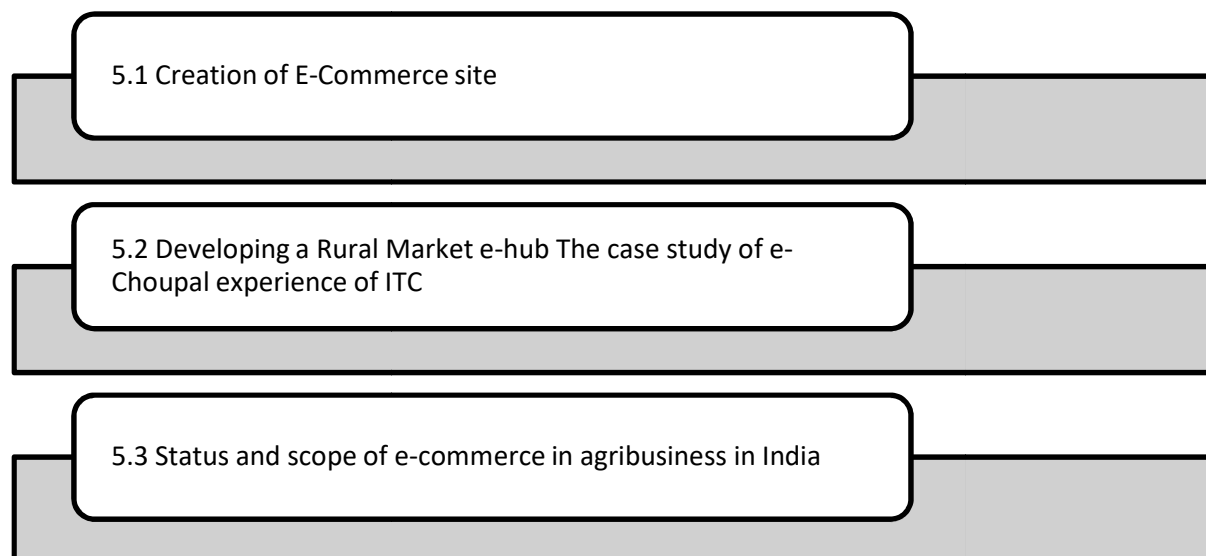 5.1 Creation of E-Commerce site
5.2 Developing a Rural Market e-hub The case study of e-
Choupal experience of ITC
5.3 Status and scope of e-commerce in agribusiness in India